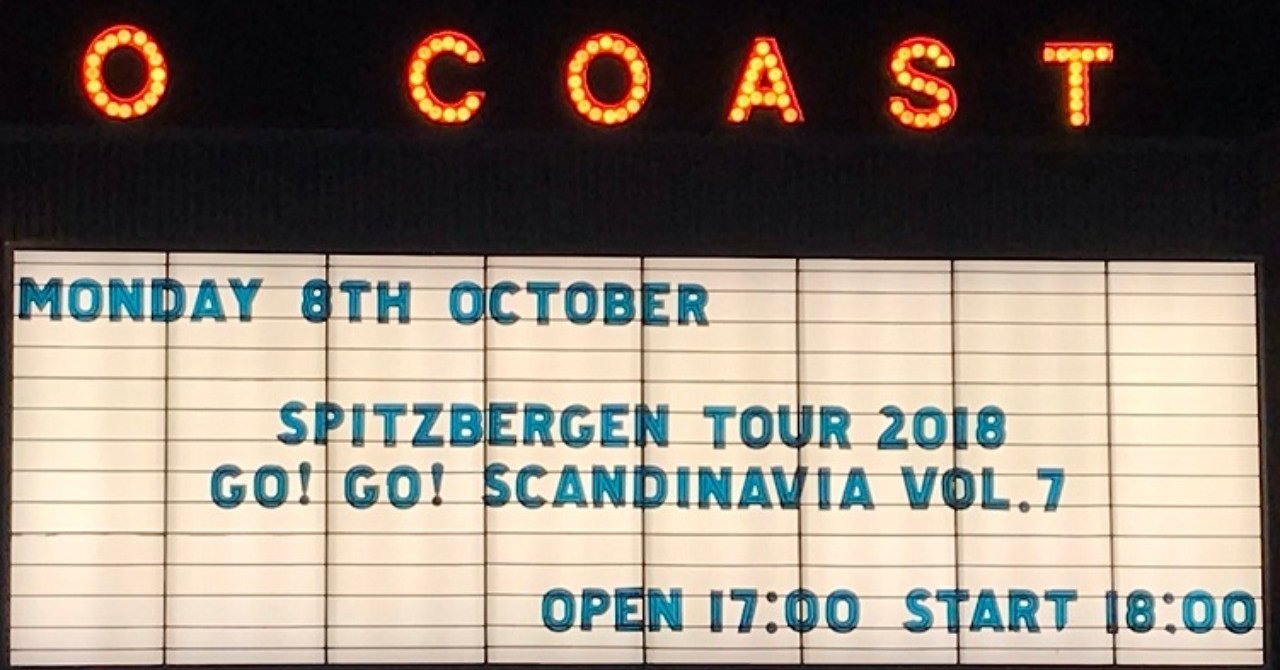 O COAST
MONDAY 8TH OCTOBER
SPITZBERGEN TOUR 2018
GO! GO! SCANDINAVIA VOL.7
OPEN 17:00 START 18:00